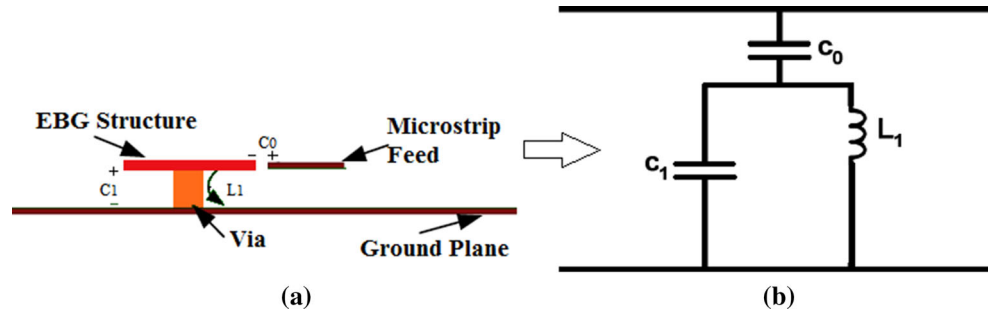 EBG Structure
C0
Microstrip
Feed
+
-
+
C1
-
L1
Via
Ground Plane
(a)
C0
C1
L1
(b)